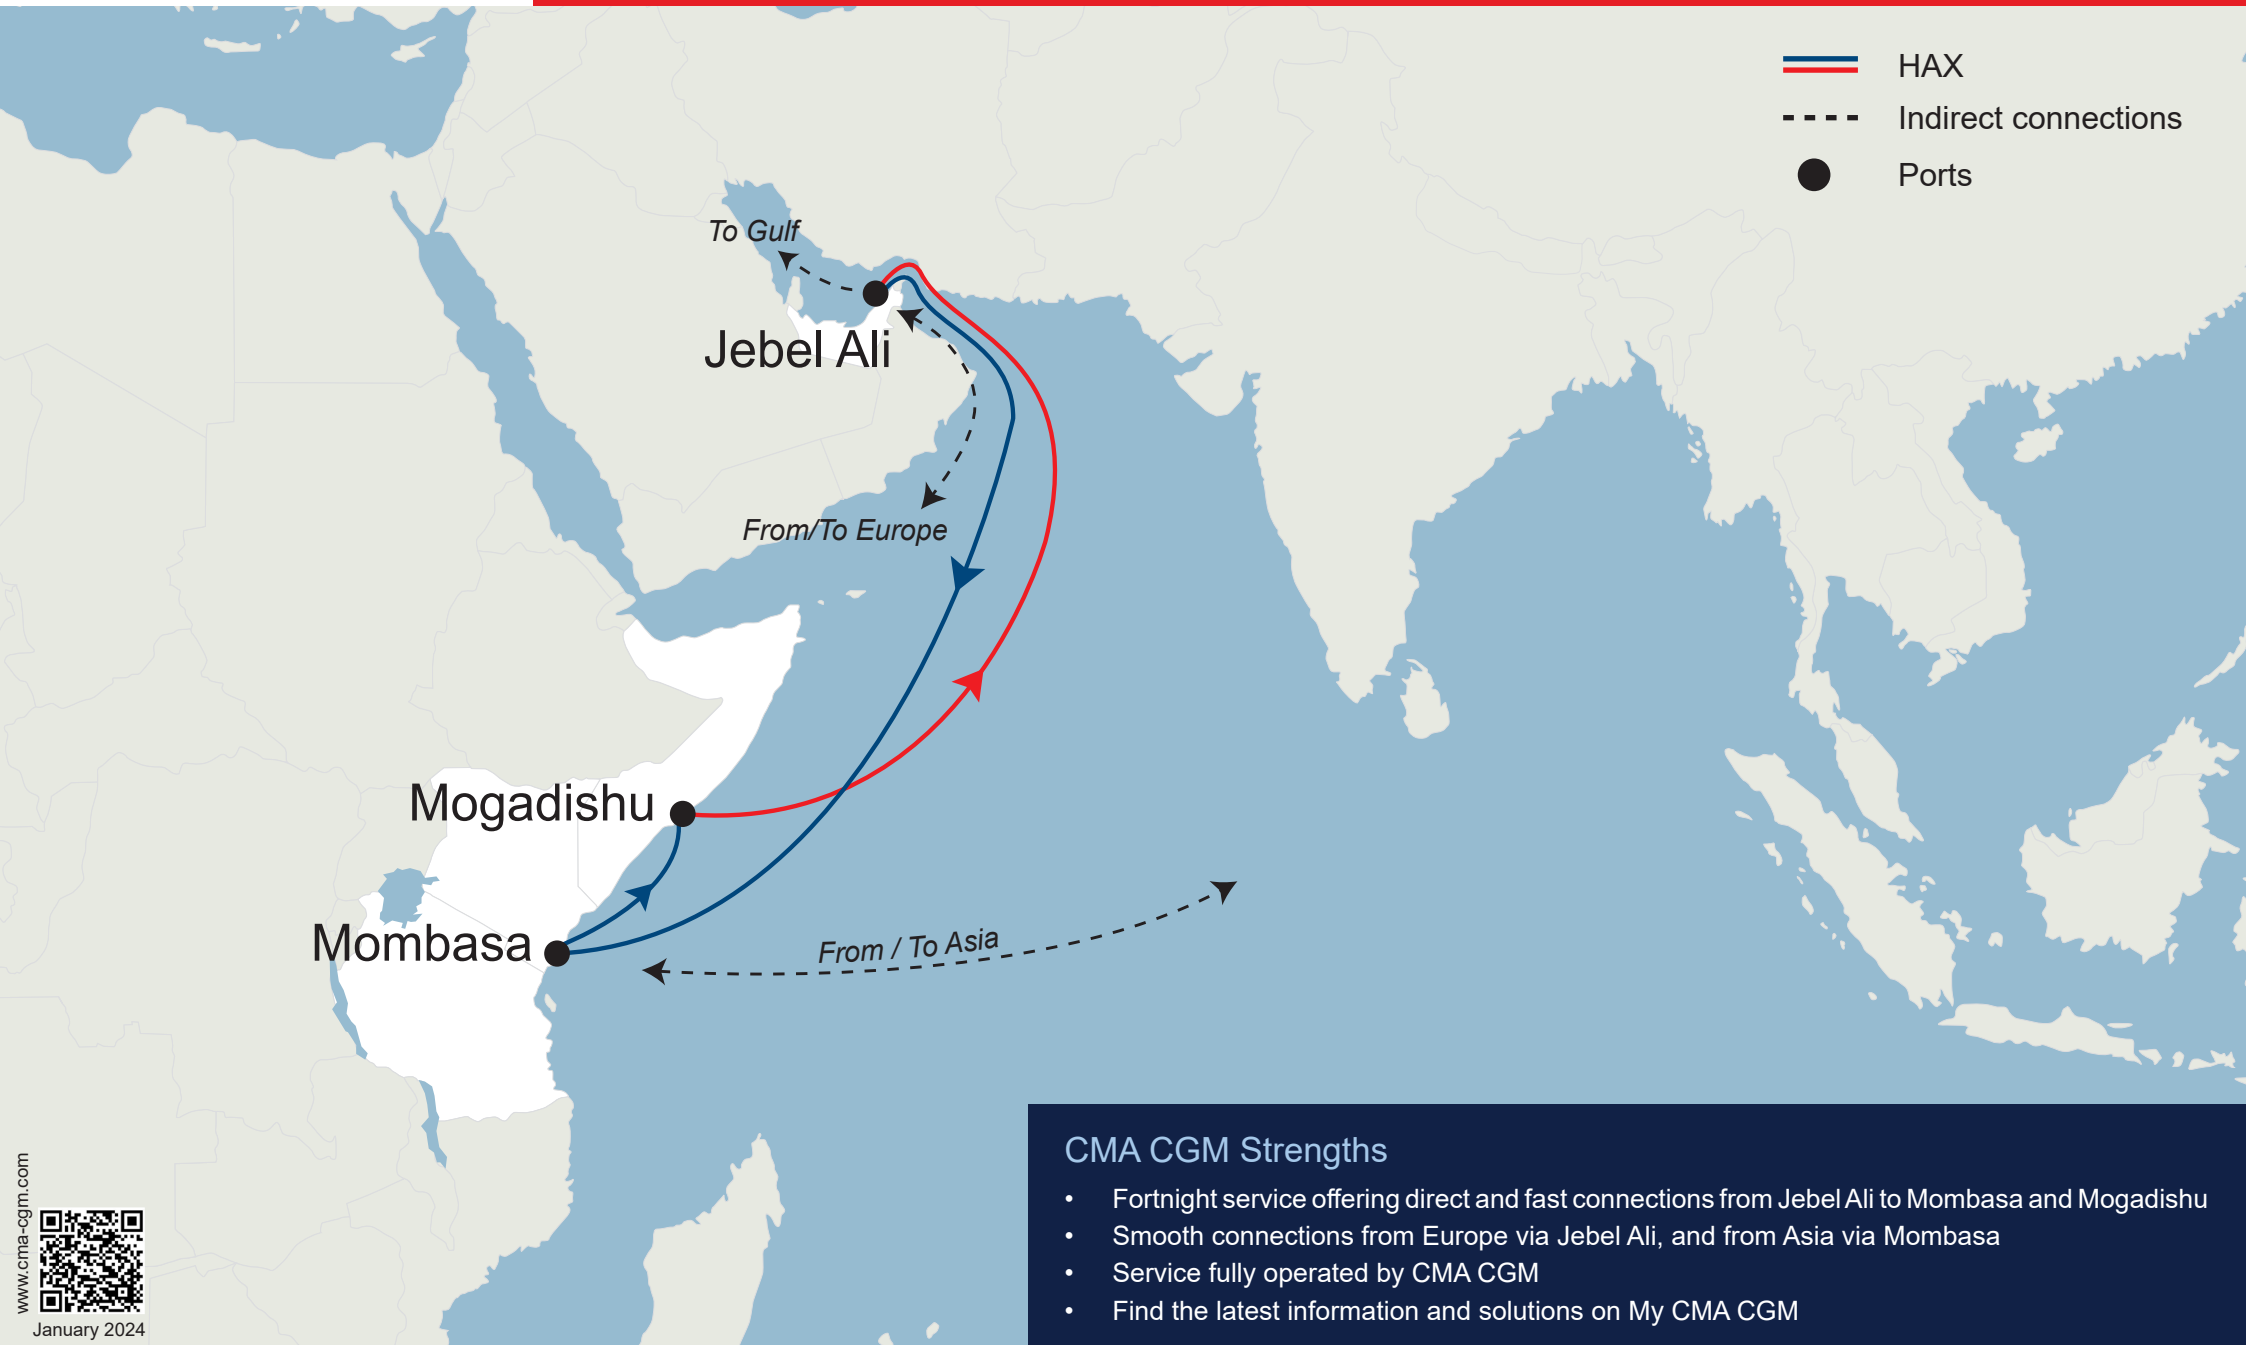 HAX
Indirect connections
Ports
To Gulf
Jebel Ali
From/To Europe
Mogadishu
Mombasa
From / To Asia
CMA CGM Strengths
• Fortnight service offering direct and fast connections from Jebel Ali to Mombasa and Mogadishu
• Smooth connections from Europe via Jebel Ali, and from Asia via Mombasa
• Service fully operated by CMA CGM
• Find the latest information and solutions on My CMA CGM
www.cma-cgm.com
January 2024